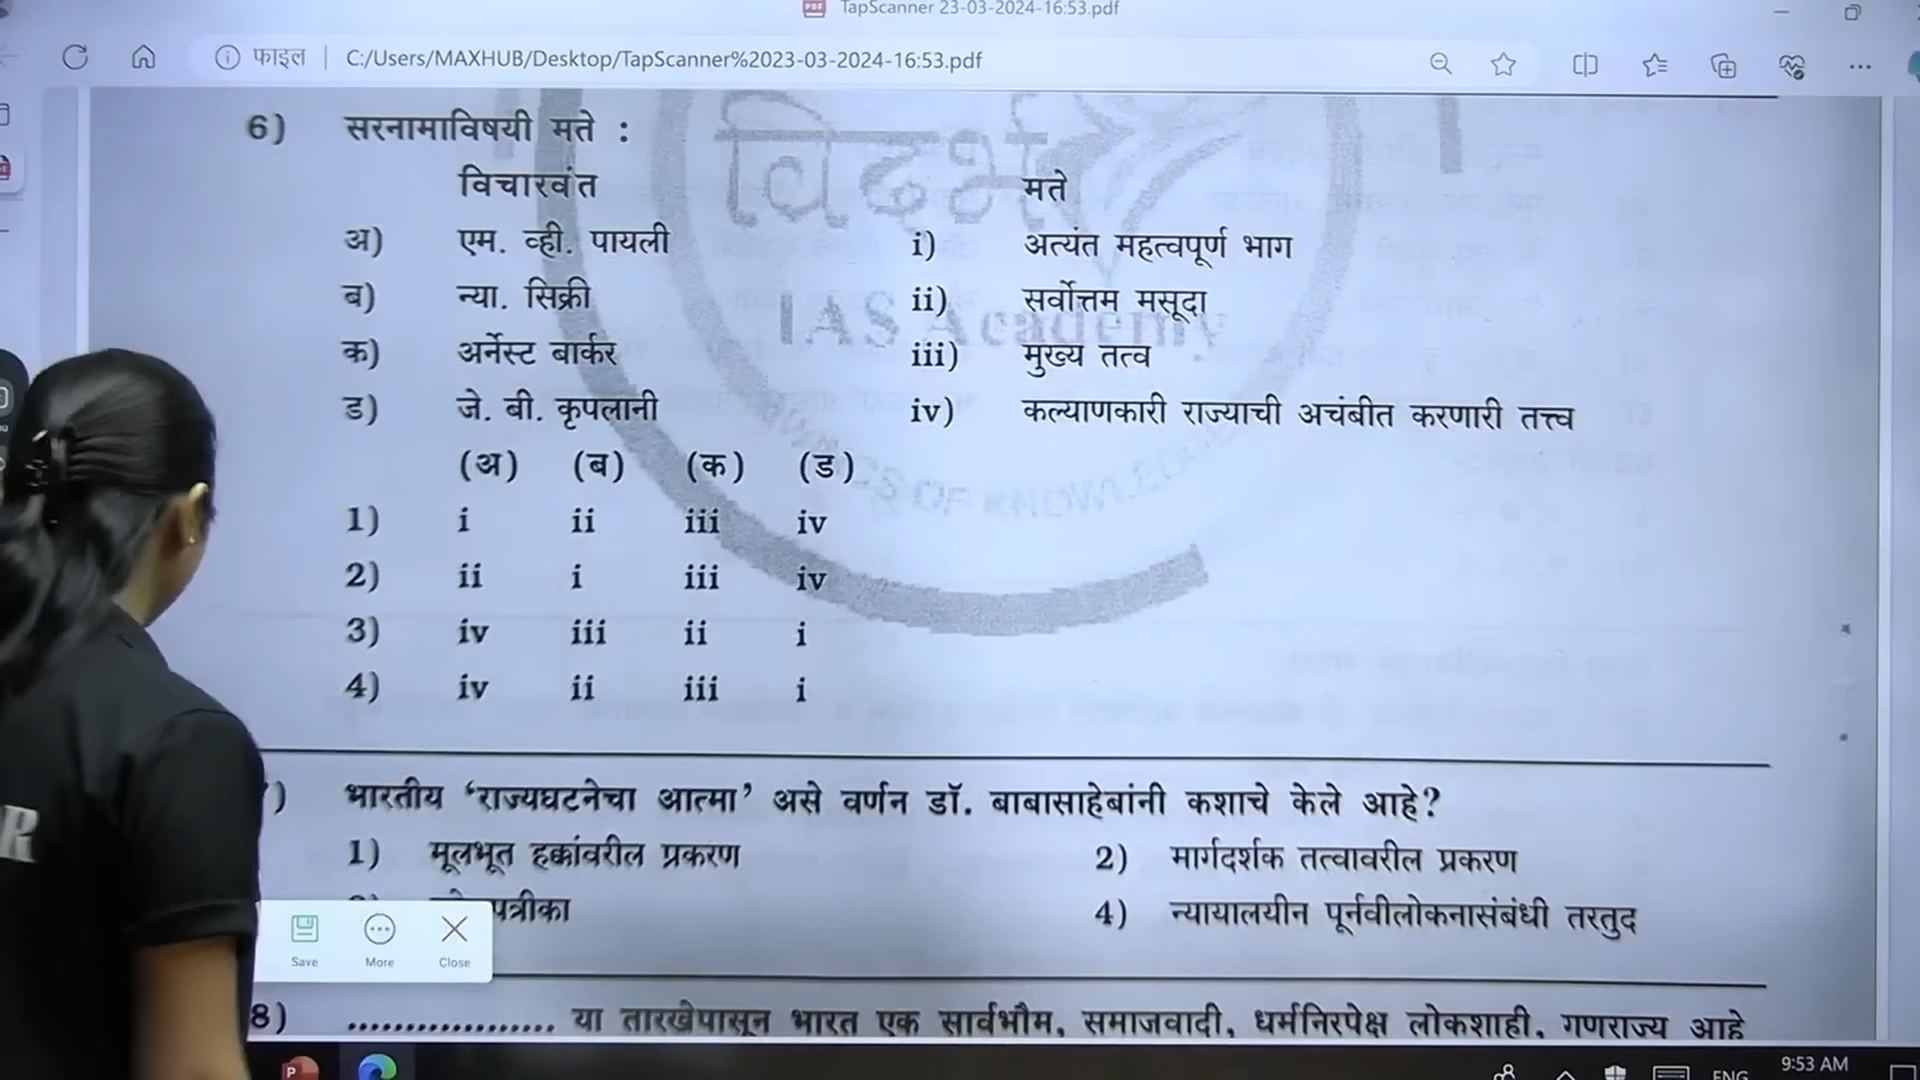 TapScanner 23-03-2024-16:53.pdf
फाइल C:/Users/MAXHUB/Desktop/TapScanner%2023-03-2024-16:53.pdf
विदर्भ
IAS Academy
OF KNOWLEDGE
6) सरनामाविषयी मते :
विचारवंत मते
अ) एम. व्ही. पायली i) अत्यंत महत्वपूर्ण भाग
ब) न्या. सिक्री ii) सर्वोत्तम मसूदा
क) अर्नेस्ट बार्कर iii) मुख्य तत्व
ड) जे. बी. कृपलानी iv) कल्याणकारी राज्याची अचंबीत करणारी तत्त्व
(अ) (ब) (क) (ड)
1) i ii iii iv
2) ii i iii iv
3) iv iii ii i
4) iv ii iii i
) भारतीय ‘राज्यघटनेचा आत्मा’ असे वर्णन डॉ. बाबासाहेबांनी कशाचे केले आहे?
1) मूलभूत हक्कांवरील प्रकरण 2) मार्गदर्शक तत्वावरील प्रकरण
पत्रीका 4) न्यायालयीन पूर्नवीलोकनासंबंधी तरतुद
Save More Close
8) .................. या तारखेपासून भारत एक सार्वभौम, समाजवादी, धर्मनिरपेक्ष लोकशाही, गणराज्य आहे
ENG 9:53 AM